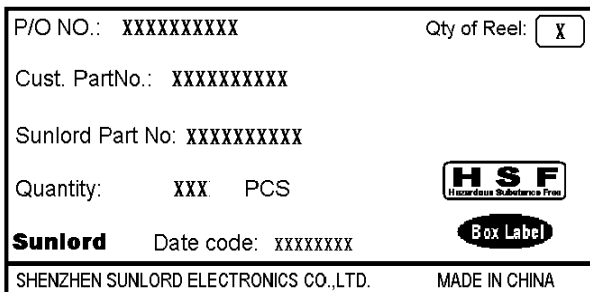 P/O NO.: XXXXXXXXXX Qty of Reel: X
Cust. PartNo.: XXXXXXXXXX
Sunlord Part No: XXXXXXXXXX
Quantity: XXX PCS
HSF
Hazardous Substance Free
Sunlord Date code: XXXXXXXX
Box Label
SHENZHEN SUNLORD ELECTRONICS CO.,LTD. MADE IN CHINA